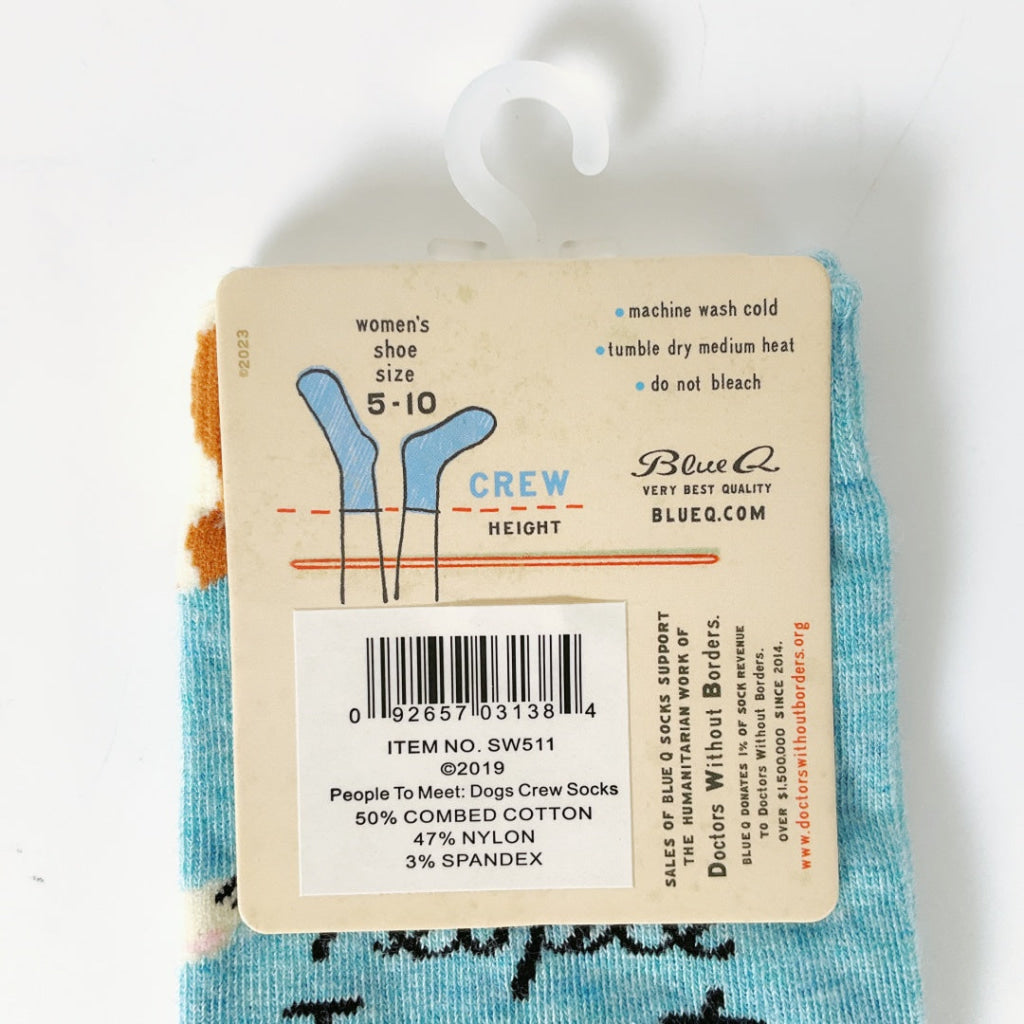 ©2023
women's
shoe
size
5-10
CREW
HEIGHT
• machine wash cold
• tumble dry medium heat
• do not bleach
Blue Q
VERY BEST QUALITY
BLUEQ.COM
0 92657 03138 4
ITEM NO. SW511
©2019
People To Meet: Dogs Crew Socks
50% COMBED COTTON
47% NYLON
3% SPANDEX
SALES OF BLUE Q SOCKS SUPPORT
THE HUMANITARIAN WORK OF
Doctors Without Borders.
BLUE Q DONATES 1% OF SOCK REVENUE
TO Doctors Without Borders.
OVER $1,500,000 SINCE 2014.
www.doctorswithoutborders.org
People